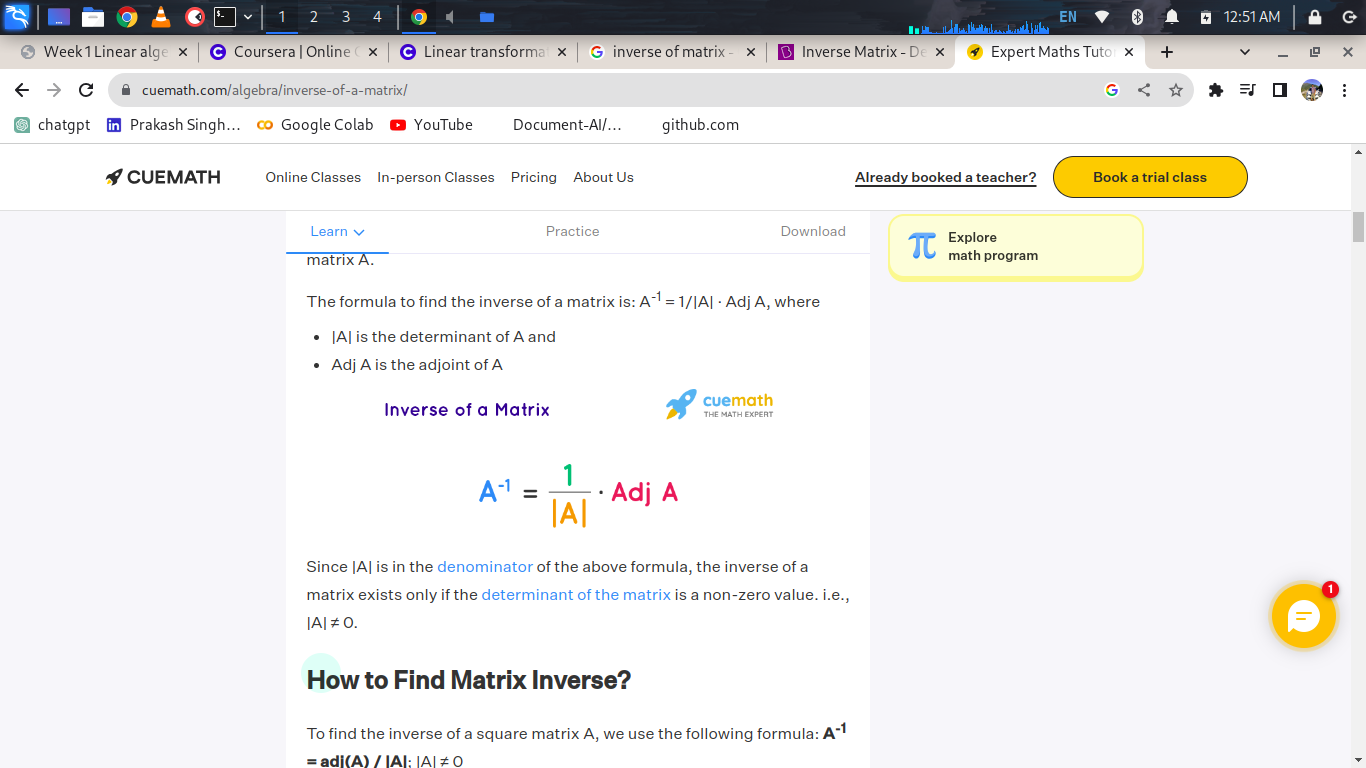 1 2 3 4 EN 12:51 AM
Week 1 Linear alge Coursera | Online C Linear transforma inverse of matrix - Inverse Matrix - De Expert Maths Tuto
cuemath.com/algebra/inverse-of-a-matrix/
chatgpt Prakash Singh... Google Colab YouTube Document-AI/... github.com
CUEMATH Online Classes In-person Classes Pricing About Us Already booked a teacher? Book a trial class
Learn Practice Download
Explore
math program
matrix A.
The formula to find the inverse of a matrix is: A⁻¹ = 1/|A| · Adj A, where
• |A| is the determinant of A and
• Adj A is the adjoint of A
Inverse of a Matrix
cuemath
THE MATH EXPERT
A⁻¹ = 1/|A| · Adj A
Since |A| is in the denominator of the above formula, the inverse of a
matrix exists only if the determinant of the matrix is a non-zero value. i.e.,
|A| ≠ 0.
1
How to Find Matrix Inverse?
To find the inverse of a square matrix A, we use the following formula: A⁻¹
= adj(A) / |A|; |A| ≠ 0